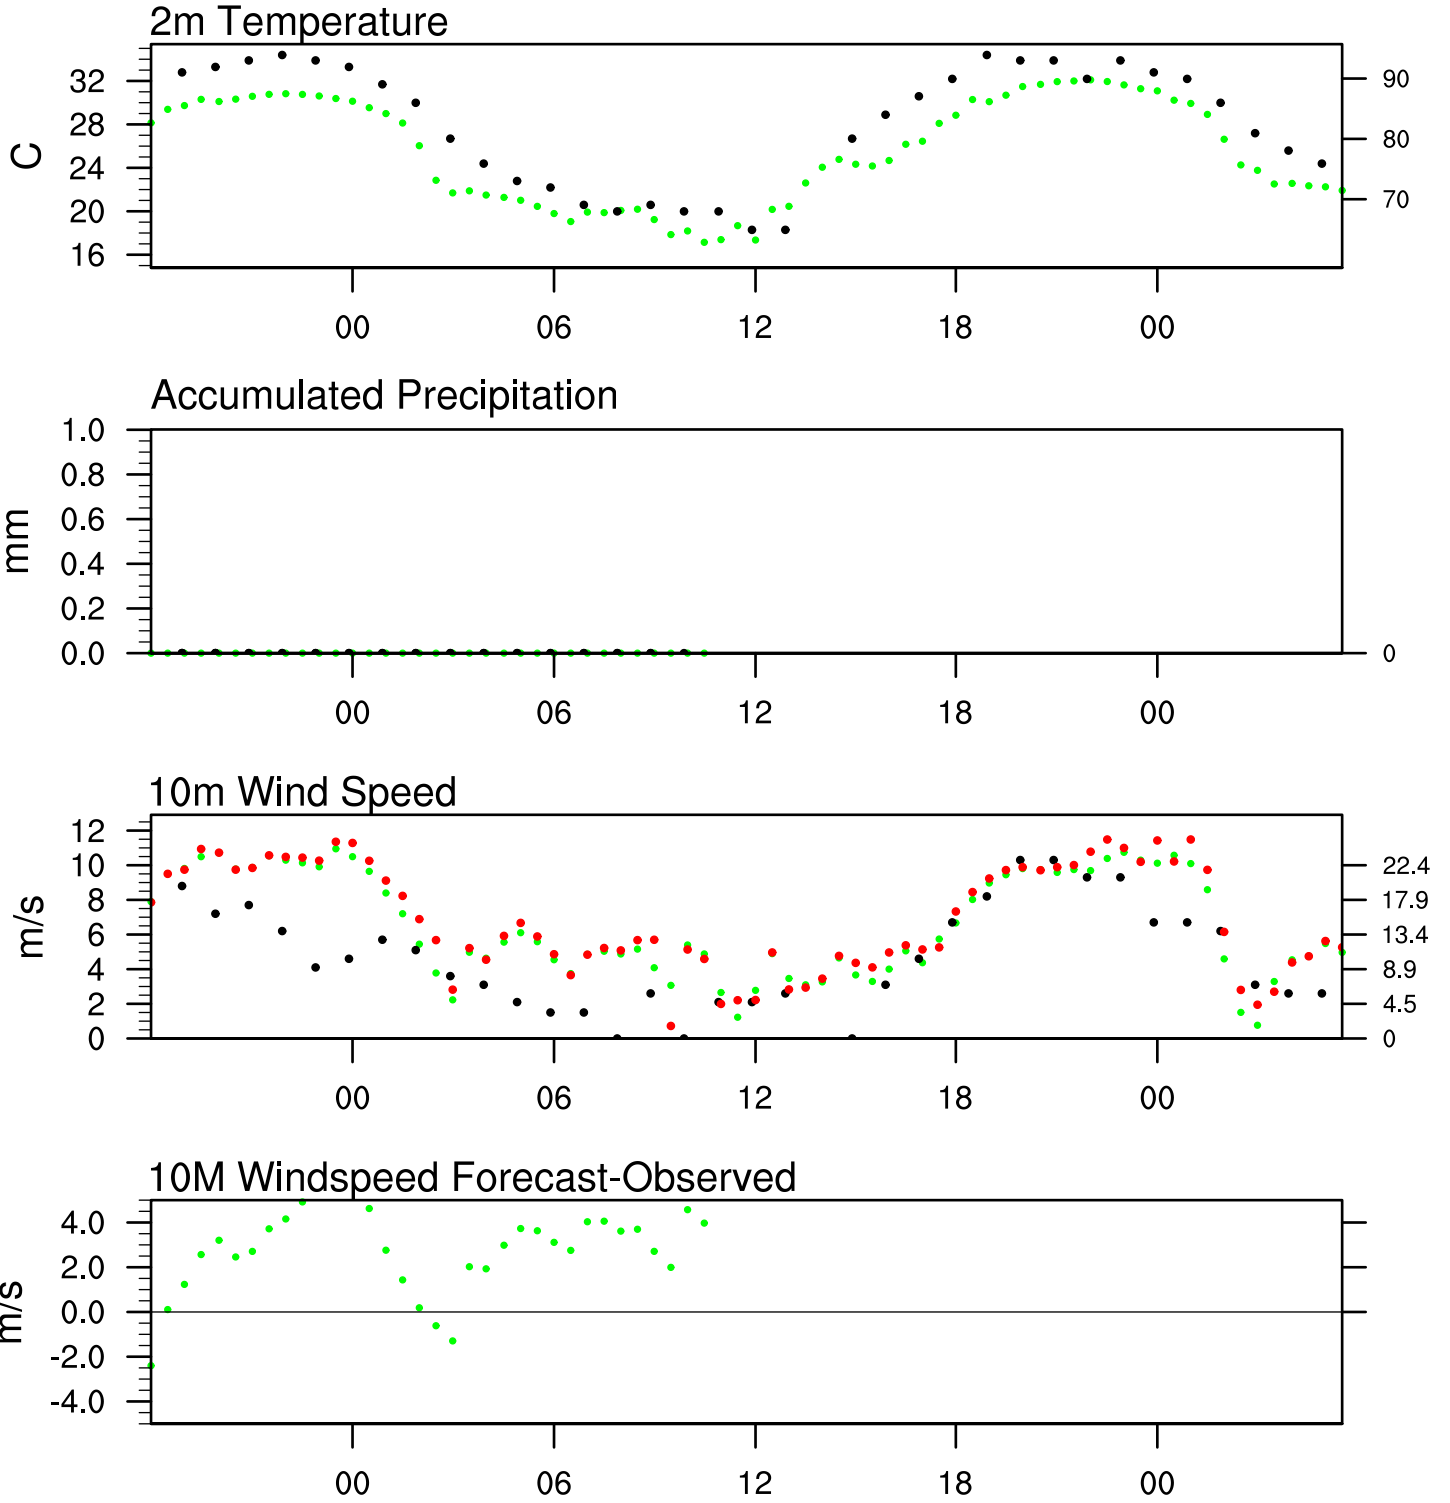 2m Temperature
32
28
24
20
16
C
90
80
70
00 06 12 18 00
Accumulated Precipitation
1.0
0.8
0.6
0.4
0.2
0.0
mm
0
00 06 12 18 00
10m Wind Speed
12
10
8
6
4
2
0
m/s
22.4
17.9
13.4
8.9
4.5
0
00 06 12 18 00
10M Windspeed Forecast-Observed
4.0
2.0
0.0
-2.0
-4.0
m/s
00 06 12 18 00